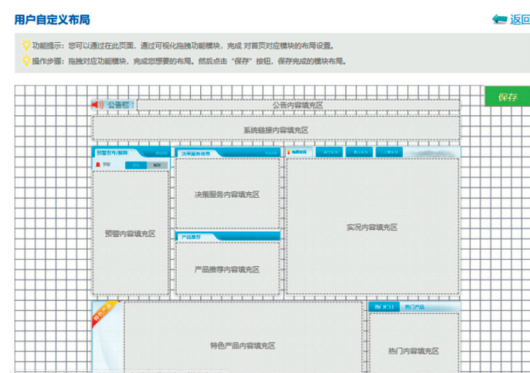 用户自定义布局
返回
功能提示：您可以通过在此页面，通过可视化拖拽功能模块，完成 对首页对应模块的布局设置。
操作步骤：拖拽对应功能模块，完成您想要的布局。然后点击“保存”按钮，保存完成的模块布局。
保存
公告栏
公告内容填充区
系统链接内容填充区
决策服务内容填充区
预警内容填充区
实况内容填充区
产品推荐
产品推荐内容填充区
热门产品
特色产品内容填充区
热门内容填充区